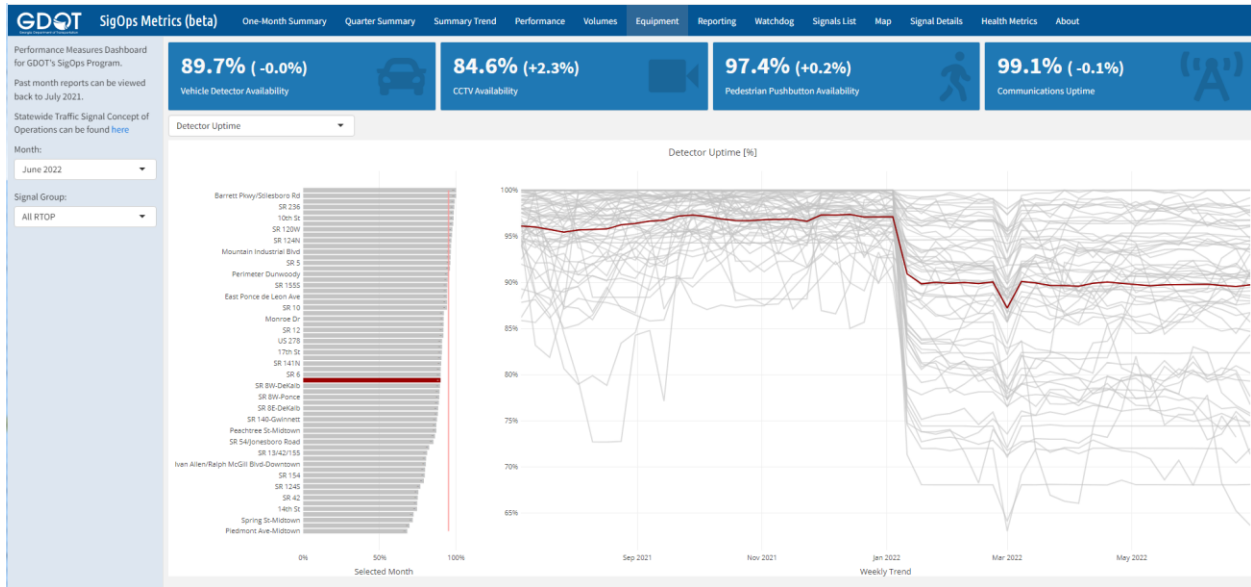 GDOT
Georgia Department of Transportation
SigOps Metrics (beta)
One-Month Summary
Quarter Summary
Summary Trend
Performance
Volumes
Equipment
Reporting
Watchdog
Signals List
Map
Signal Details
Health Metrics
About
Performance Measures Dashboard
for GDOT's SigOps Program.
Past month reports can be viewed
back to July 2021.
Statewide Traffic Signal Concept of
Operations can be found here
Month:
June 2022
Signal Group:
All RTOP
89.7% ( -0.0%)
Vehicle Detector Availability
84.6% (+2.3%)
CCTV Availability
97.4% (+0.2%)
Pedestrian Pushbutton Availability
99.1% ( -0.1%)
Communications Uptime
Detector Uptime
Detector Uptime [%]
Barrett Pkwy/Stilesboro Rd
SR 236
10th St
SR 120W
SR 124N
Mountain Industrial Blvd
SR 5
Perimeter Dunwoody
SR 155S
East Ponce de Leon Ave
SR 10
Monroe Dr
SR 12
US 278
17th St
SR 141N
SR 6
SR 8W-DeKalb
SR 8W-Ponce
SR 8E-DeKalb
SR 140-Gwinnett
Peachtree St-Midtown
SR 54/Jonesboro Road
SR 13/42/155
Ivan Allen/Ralph McGill Blvd-Downtown
SR 154
SR 124S
SR 42
14th St
Spring St-Midtown
Piedmont Ave-Midtown
0%
50%
100%
Selected Month
100%
95%
90%
85%
80%
75%
70%
65%
Sep 2021
Nov 2021
Jan 2022
Mar 2022
May 2022
Weekly Trend